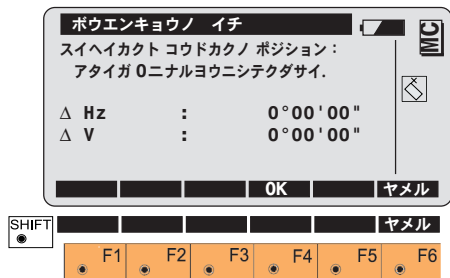 ボウエンキョウノ イチ
MC
スイヘイカクト コウドカクノ ポジション：
アタイガ 0ニナルヨウニシテクダサイ．
Δ Hz : 0°00'00"
Δ V : 0°00'00"
OK ヤメル
SHIFT ヤメル
F1 F2 F3 F4 F5 F6